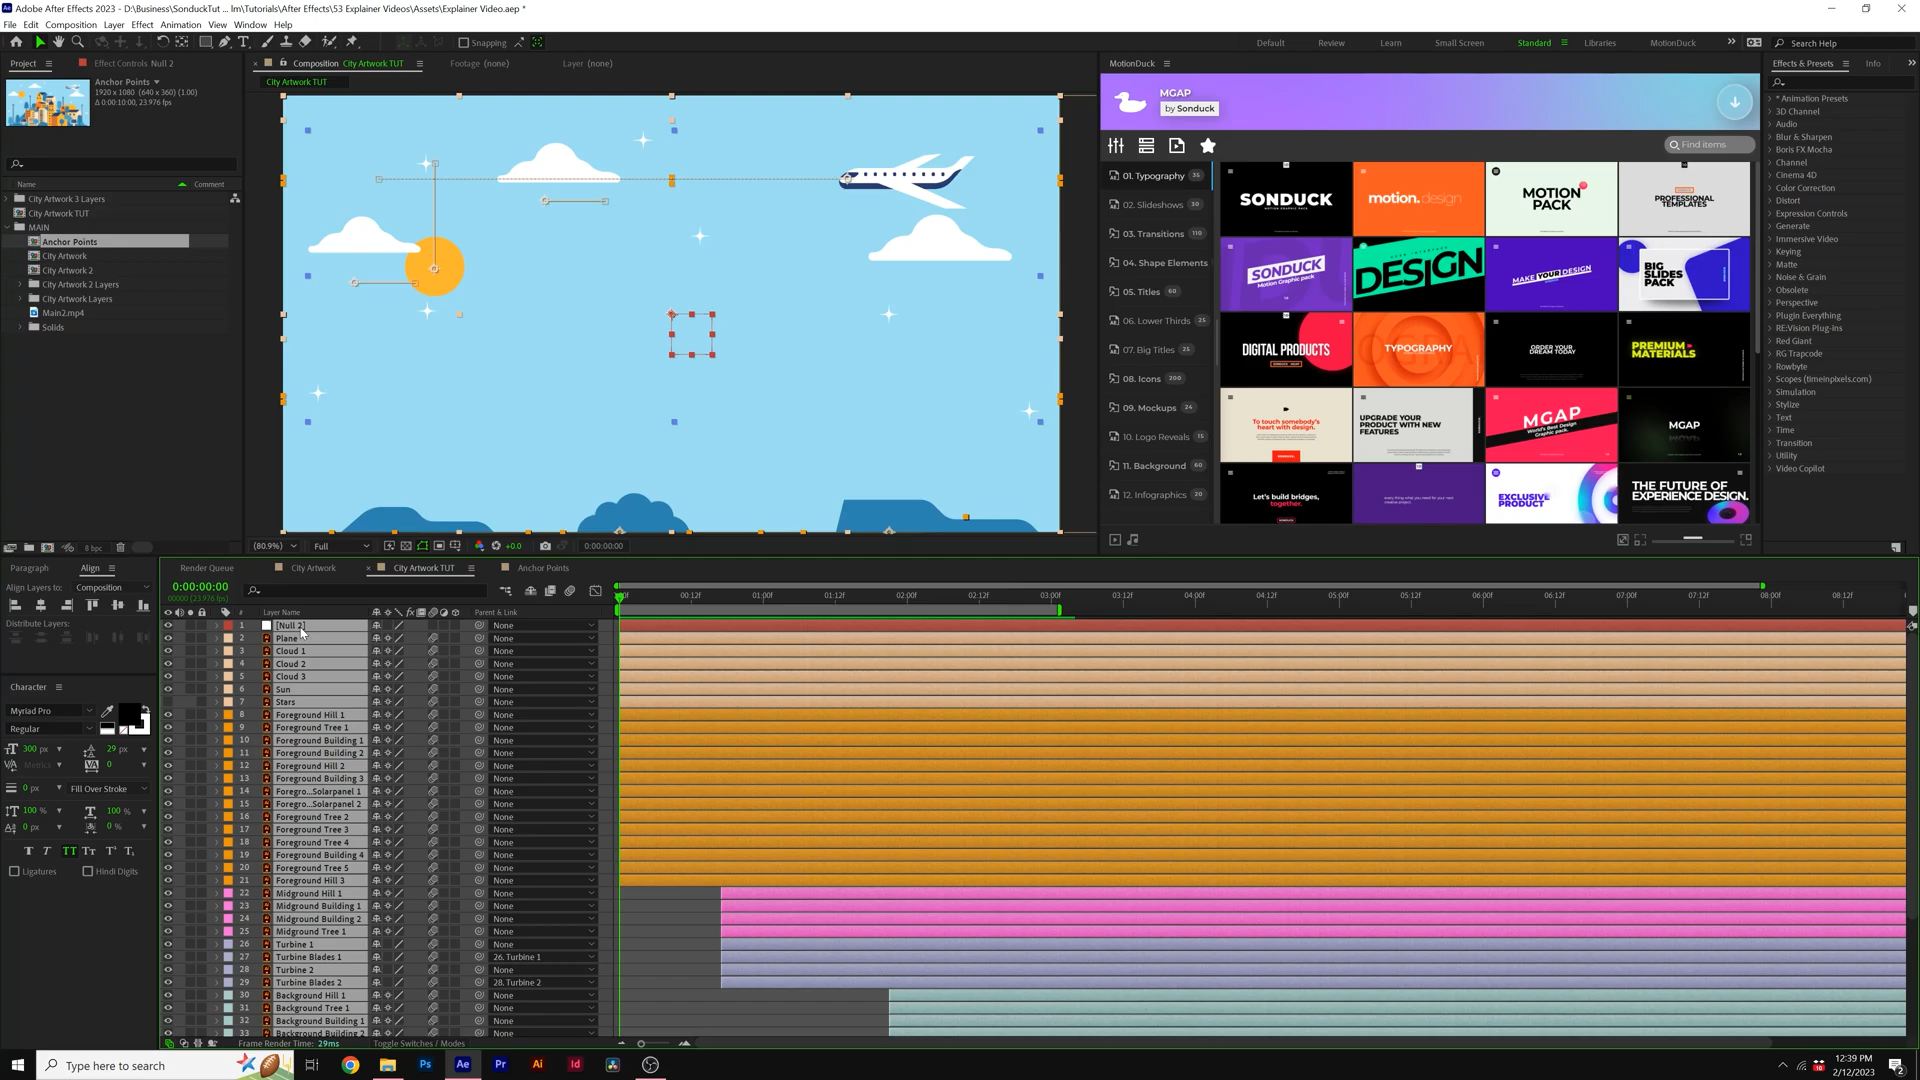 Adobe After Effects 2023 - D:\Business\SonduckTut ... lm\Tutorials\After Effects\53 Explainer Videos\Assets\Explainer Video.aep *
File Edit Composition Layer Effect Animation View Window Help
Snapping
Default Review Learn Small Screen Standard Libraries MotionDuck Search Help
Project Effect Controls Null 2
Anchor Points
1920 x 1080 (640 x 360) (1.00)
Δ 0:00:10:00, 23.976 fps
Name Comment
City Artwork 3 Layers
City Artwork TUT
MAIN
Anchor Points
City Artwork
City Artwork 2
City Artwork 2 Layers
City Artwork Layers
Main2.mp4
Solids
8 bpc
Composition City Artwork TUT Footage (none) Layer (none)
City Artwork TUT
(80.9%) Full +0.0 0:00:00:00
MotionDuck
MGAP
by Sonduck
Find items
01. Typography 35
02. Slideshows 30
03. Transitions 110
04. Shape Elements
05. Titles 60
06. Lower Thirds 25
07. Big Titles 25
08. Icons 200
09. Mockups 24
10. Logo Reveals 15
11. Background 60
12. Infographics 20
SONDUCK
motion.design
MOTION
PACK
PROFESSIONAL
TEMPLATES
SONDUCK
Motion Graphic pack
DESIGN
MAKE YOUR DESIGN
BIG
SLIDES
PACK
DIGITAL PRODUCTS
TYPOGRAPHY
ORDER YOUR
DREAM TODAY
PREMIUM
MATERIALS
To touch somebody's
heart with design.
UPGRADE YOUR
PRODUCT WITH NEW
FEATURES
MGAP
World's Best Design
Graphic pack.
MGAP
Let's build bridges,
together.
every thing what you need for your next
creative project.
EXCLUSIVE
PRODUCT
THE FUTURE OF
EXPERIENCE DESIGN.
Effects & Presets Info
* Animation Presets
3D Channel
Audio
Blur & Sharpen
Boris FX Mocha
Channel
Cinema 4D
Color Correction
Distort
Expression Controls
Generate
Immersive Video
Keying
Matte
Noise & Grain
Obsolete
Perspective
Plugin Everything
RE:Vision Plug-ins
Red Giant
RG Trapcode
Rowbyte
Scopes (timeinpixels.com)
Simulation
Stylize
Text
Time
Transition
Utility
Video Copilot
Paragraph Align
Align Layers to: Composition
Distribute Layers:
Character
Myriad Pro
Regular
300 px 29 px
Metrics 0
0 px Fill Over Stroke
100 % 100 %
0 px 0 %
Ligatures Hindi Digits
Render Queue City Artwork City Artwork TUT Anchor Points
0:00:00:00
00000 (23.976 fps)
00:12f 01:00f 01:12f 02:00f 02:12f 03:00f 03:12f 04:00f 04:12f 05:00f 05:12f 06:00f 06:12f 07:00f 07:12f 08:00f 08:12f
# Layer Name Parent & Link
1 [Null 2] None
2 Plane None
3 Cloud 1 None
4 Cloud 2 None
5 Cloud 3 None
6 Sun None
7 Stars None
8 Foreground Hill 1 None
9 Foreground Tree 1 None
10 Foreground Building 1 None
11 Foreground Building 2 None
12 Foreground Hill 2 None
13 Foreground Building 3 None
14 Foregro...Solarpanel 1 None
15 Foregro...Solarpanel 2 None
16 Foreground Tree 2 None
17 Foreground Tree 3 None
18 Foreground Tree 4 None
19 Foreground Building 4 None
20 Foreground Tree 5 None
21 Foreground Hill 3 None
22 Midground Hill 1 None
23 Midground Building 1 None
24 Midground Building 2 None
25 Midground Tree 1 None
26 Turbine 1 None
27 Turbine Blades 1 26. Turbine 1
28 Turbine 2 None
29 Turbine Blades 2 28. Turbine 2
30 Background Hill 1 None
31 Background Tree 1 None
32 Background Building 1 None
33 Background Building 2 None
Frame Render Time: 29ms Toggle Switches / Modes
Type here to search
12:39 PM
2/12/2023